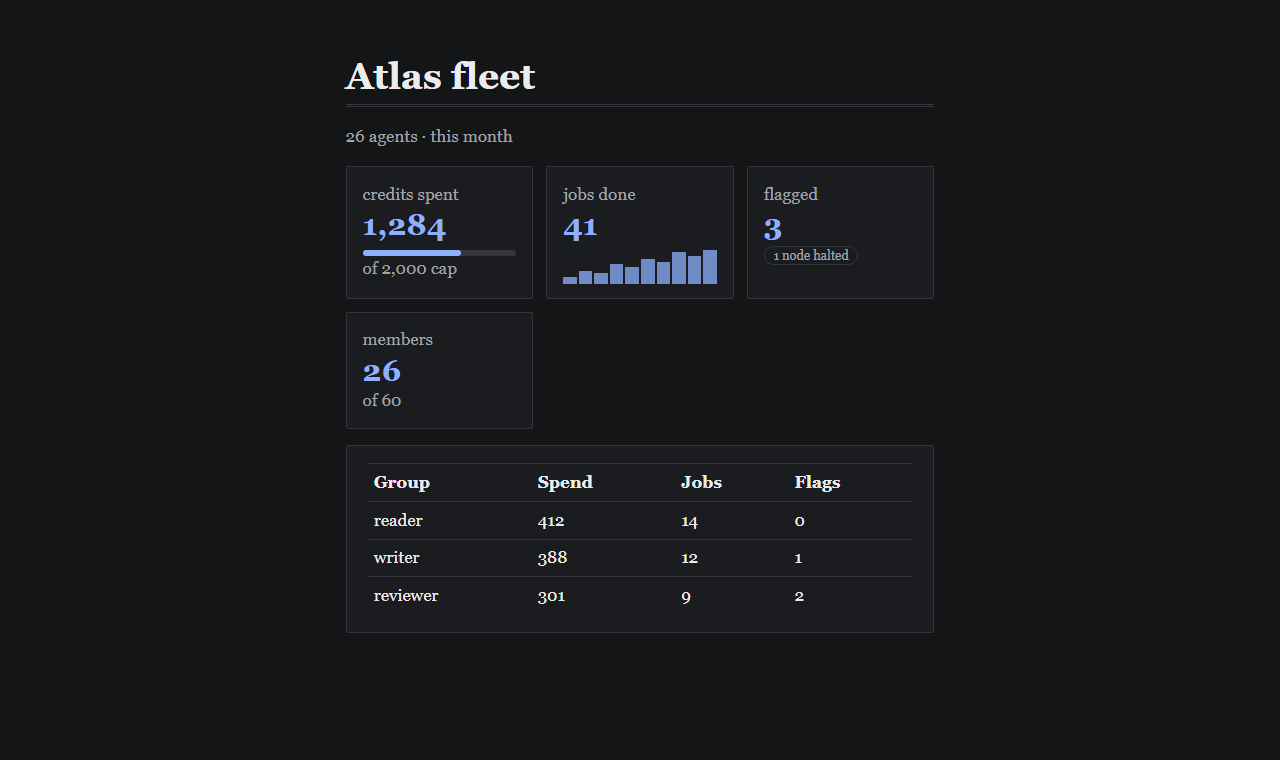 Atlas fleet
26 agents · this month
credits spent
1,284
of 2,000 cap
jobs done
41
flagged
3
1 node halted
members
26
of 60
Group Spend Jobs Flags
reader 412 14 0
writer 388 12 1
reviewer 301 9 2